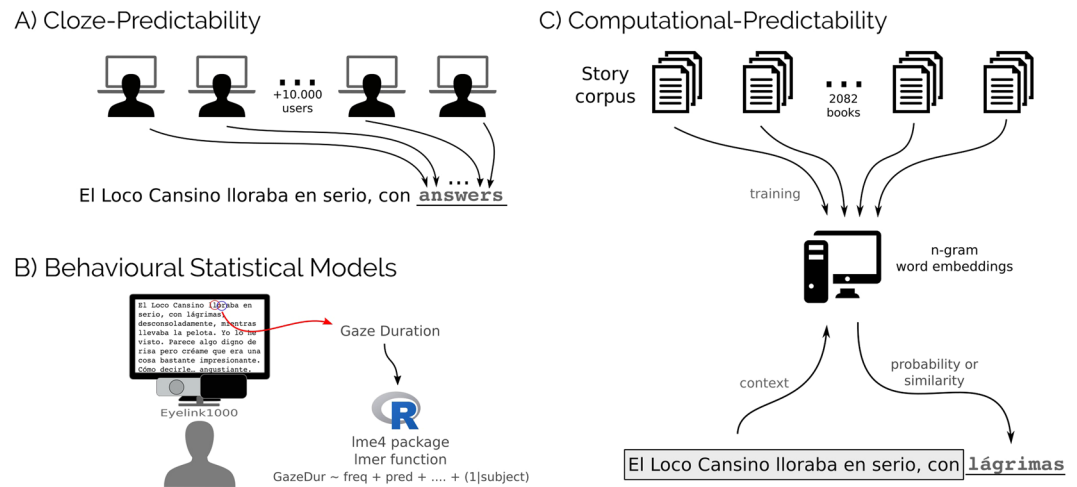 A) Cloze-Predictability
...
+10.000
users
...
El Loco Cansino lloraba en serio, con answers
B) Behavioural Statistical Models
El Loco Cansino lloraba en
serio, con lágrimas,
desconsoladamente, mientras
llevaba la pelota. Yo lo he
visto. Parece algo digno de
risa pero créame que era una
cosa bastante impresionante.
Cómo decirle… angustiante.
Eyelink1000
Gaze Duration
R
lme4 package
lmer function
GazeDur ~ freq + pred + .... + (1|subject)
C) Computational-Predictability
Story
corpus
...
2082
books
training
n-gram
word embeddings
context
probability or
similarity
El Loco Cansino lloraba en serio, con lágrimas